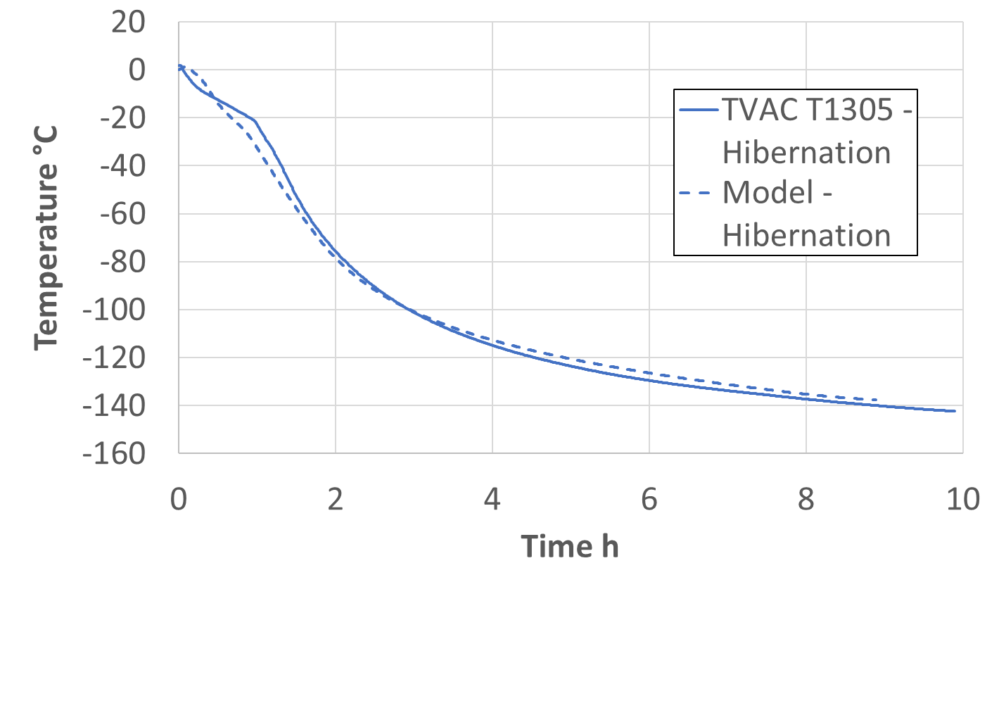 20
0
-20
-40
-60
-80
-100
-120
-140
-160
Temperature °C
TVAC T1305 -
Hibernation
Model -
Hibernation
0 2 4 6 8 10
Time h